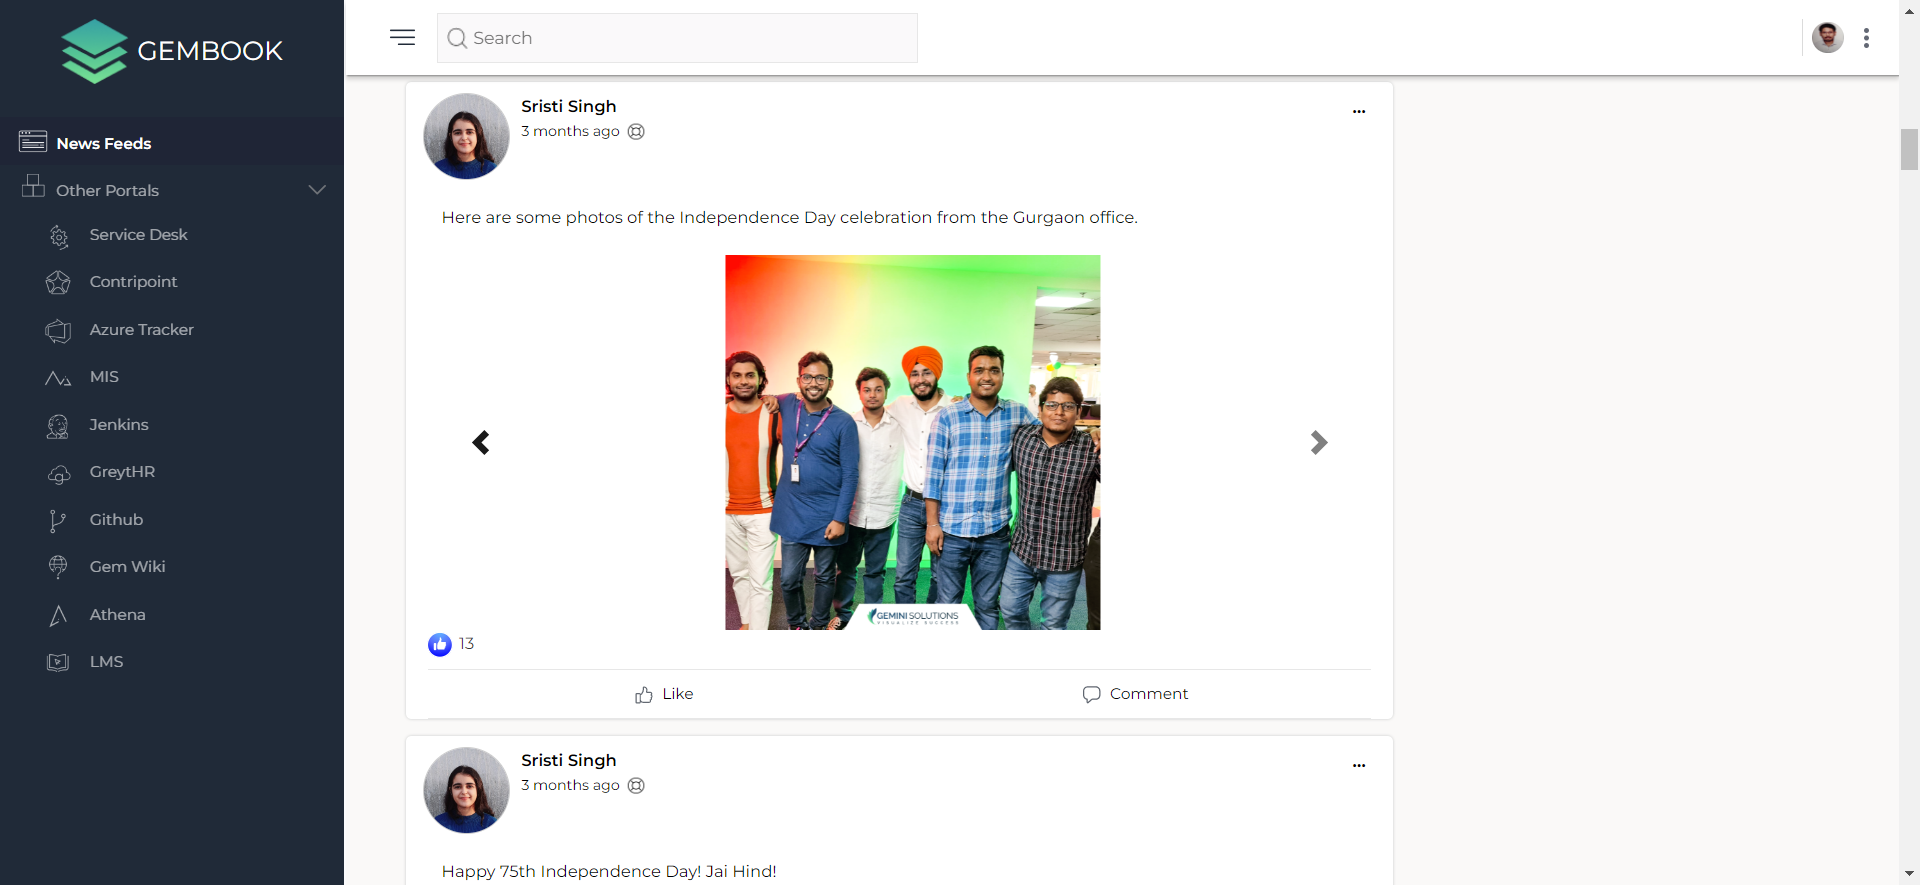 GEMBOOK
Search
News Feeds
Other Portals
Service Desk
Contripoint
Azure Tracker
MIS
Jenkins
GreytHR
Github
Gem Wiki
Athena
LMS
Sristi Singh
3 months ago
Here are some photos of the Independence Day celebration from the Gurgaon office.
GEMINI SOLUTIONS
VISUALIZE SUCCESS
13
Like
Comment
Sristi Singh
3 months ago
Happy 75th Independence Day! Jai Hind!